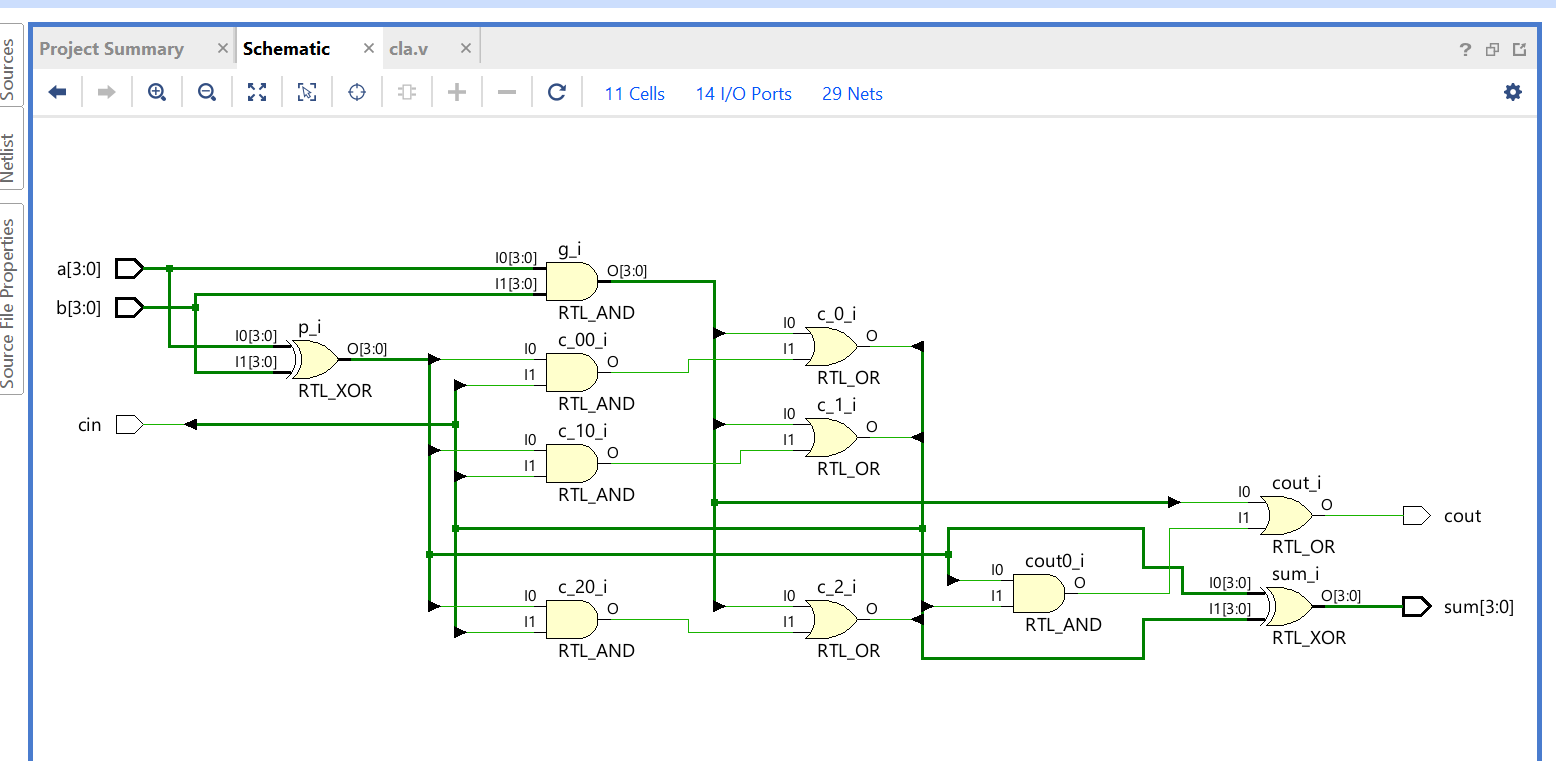 Sources
Netlist
Source File Properties
Project Summary × Schematic × cla.v ×
?
11 Cells 14 I/O Ports 29 Nets
a[3:0]
b[3:0]
cin
p_i
I0[3:0]
I1[3:0]
O[3:0]
RTL_XOR
g_i
I0[3:0]
I1[3:0]
O[3:0]
RTL_AND
c_00_i
I0
I1
O
RTL_AND
c_10_i
I0
I1
O
RTL_AND
c_20_i
I0
I1
O
RTL_AND
c_0_i
I0
I1
O
RTL_OR
c_1_i
I0
I1
O
RTL_OR
c_2_i
I0
I1
O
RTL_OR
cout0_i
I0
I1
O
RTL_AND
cout_i
I0
I1
O
RTL_OR
cout
sum_i
I0[3:0]
I1[3:0]
O[3:0]
RTL_XOR
sum[3:0]